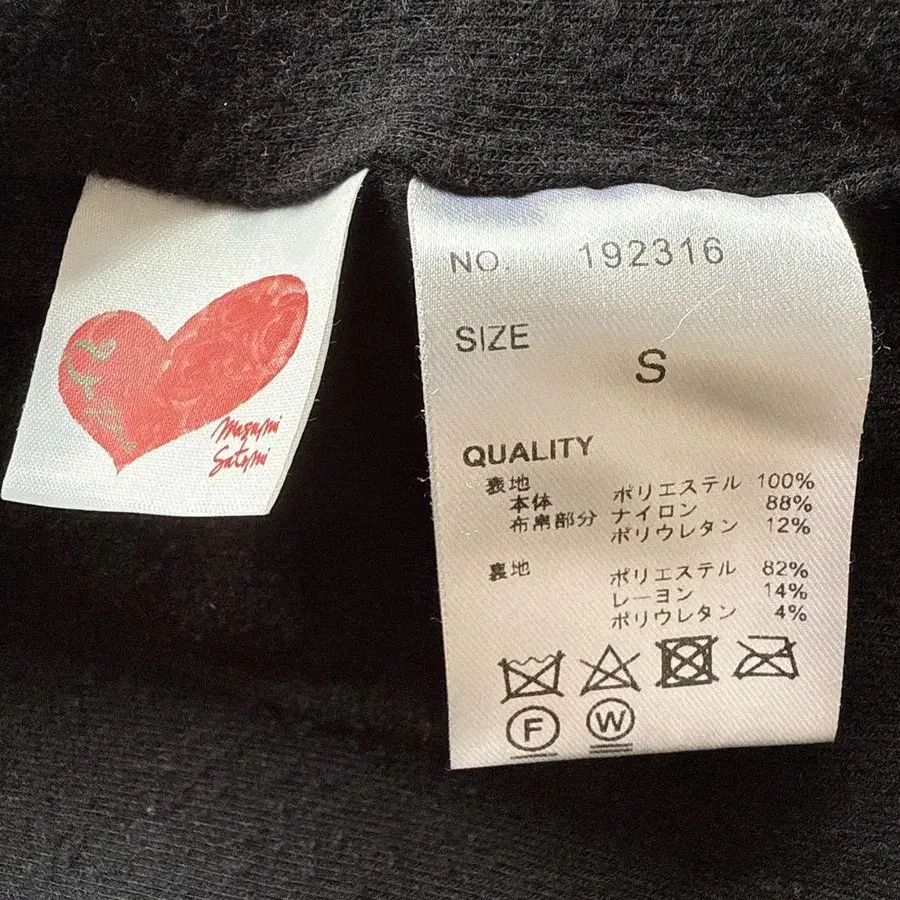 Masumi
Satomi
NO. 192316
SIZE
S
QUALITY
表地
本体 ポリエステル 100%
布帛部分 ナイロン 88%
ポリウレタン 12%
裏地 ポリエステル 82%
レーヨン 14%
ポリウレタン 4%
F W